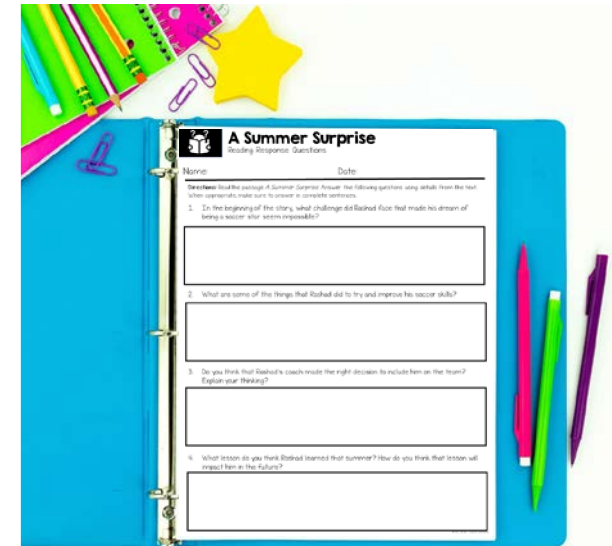 A Summer Surprise
Reading Response Questions
Name Date
Directions: Read the passage A Summer Surprise. Answer the following questions using details from the text.
When appropriate, make sure to answer in complete sentences.
1. In the beginning of the story, what challenge did Rashad face that made his dream of
being a soccer star seem impossible?
2. What are some of the things that Rashad did to try and improve his soccer skills?
3. Do you think that Rashad's coach made the right decision to include him on the team?
Explain your thinking?
4. What lesson do you think Rashad learned that summer? How do you think that lesson will
impact him in the future?